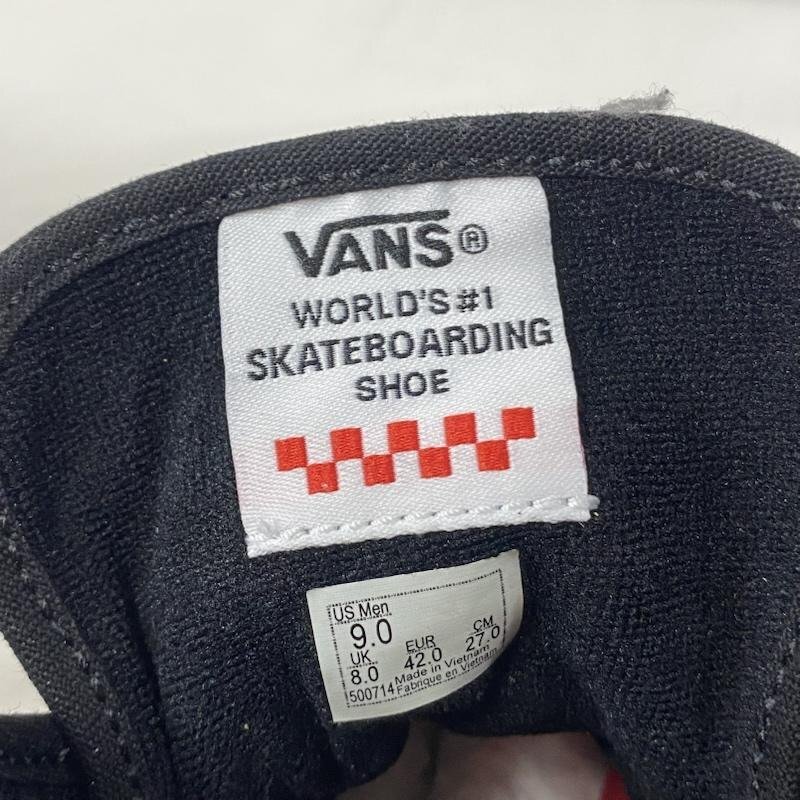 VANS®
WORLD'S #1
SKATEBOARDING
SHOE
US Men
9.0
UK EUR CM
8.0 42.0 27.0
Made in Vietnam
500714 Fabriqué en Vietnam